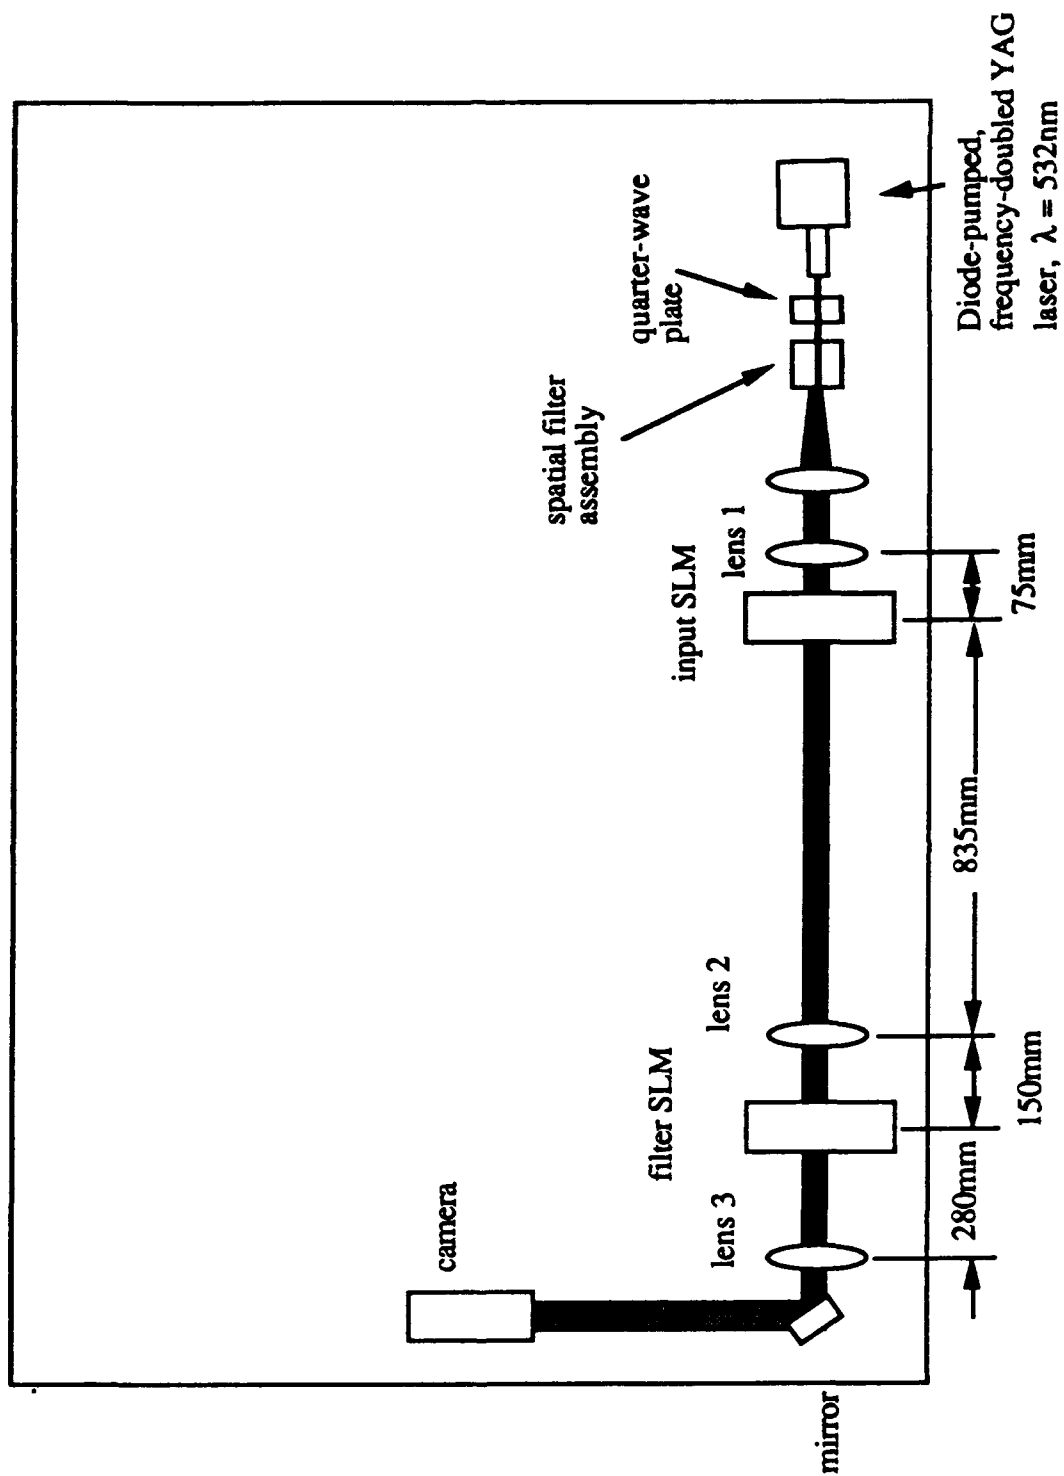 Diode-pumped,
frequency-doubled YAG
laser, λ = 532nm
quarter-wave
plate
spatial filter
assembly
lens 1
input SLM
75mm
835mm
lens 2
filter SLM
150mm
280mm
lens 3
camera
mirror